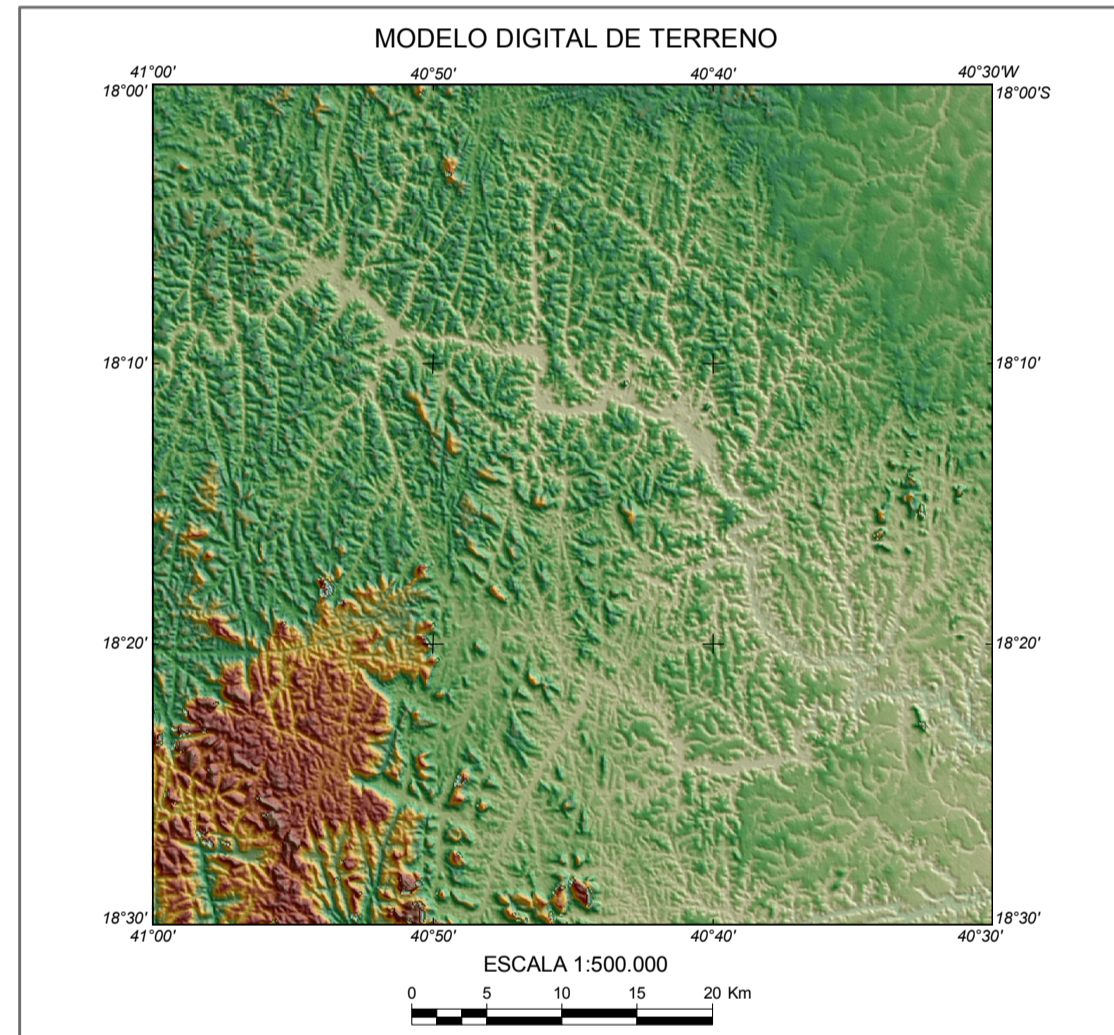 MODELO DIGITAL DE TERRENO
41°00' 40°50' 40°40' 40°30'W
18°00' 18°00'S
18°10' 18°10'
18°20' 18°20'
18°30' 18°30'
41°00' 40°50' 40°40' 40°30'
ESCALA 1:500.000
0 5 10 15 20 Km